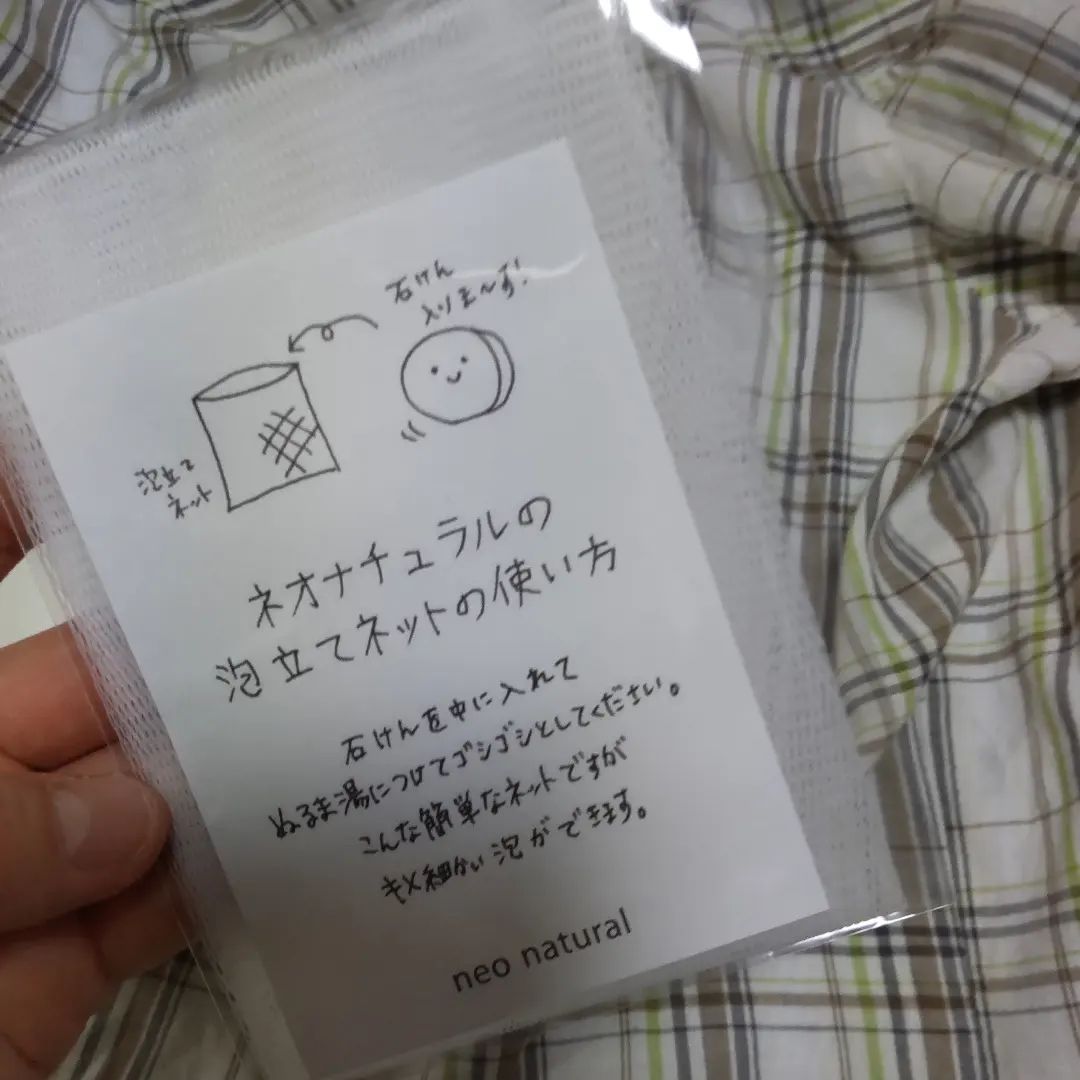 石けん
入りま〜す!
泡立て
ネット
ネオナチュラルの
泡立てネットの使い方
石けんを中に入れて
ぬるま湯につけてゴシゴシとしてください。
こんな簡単なネットですが
キメ細かい泡ができます。
neo natural